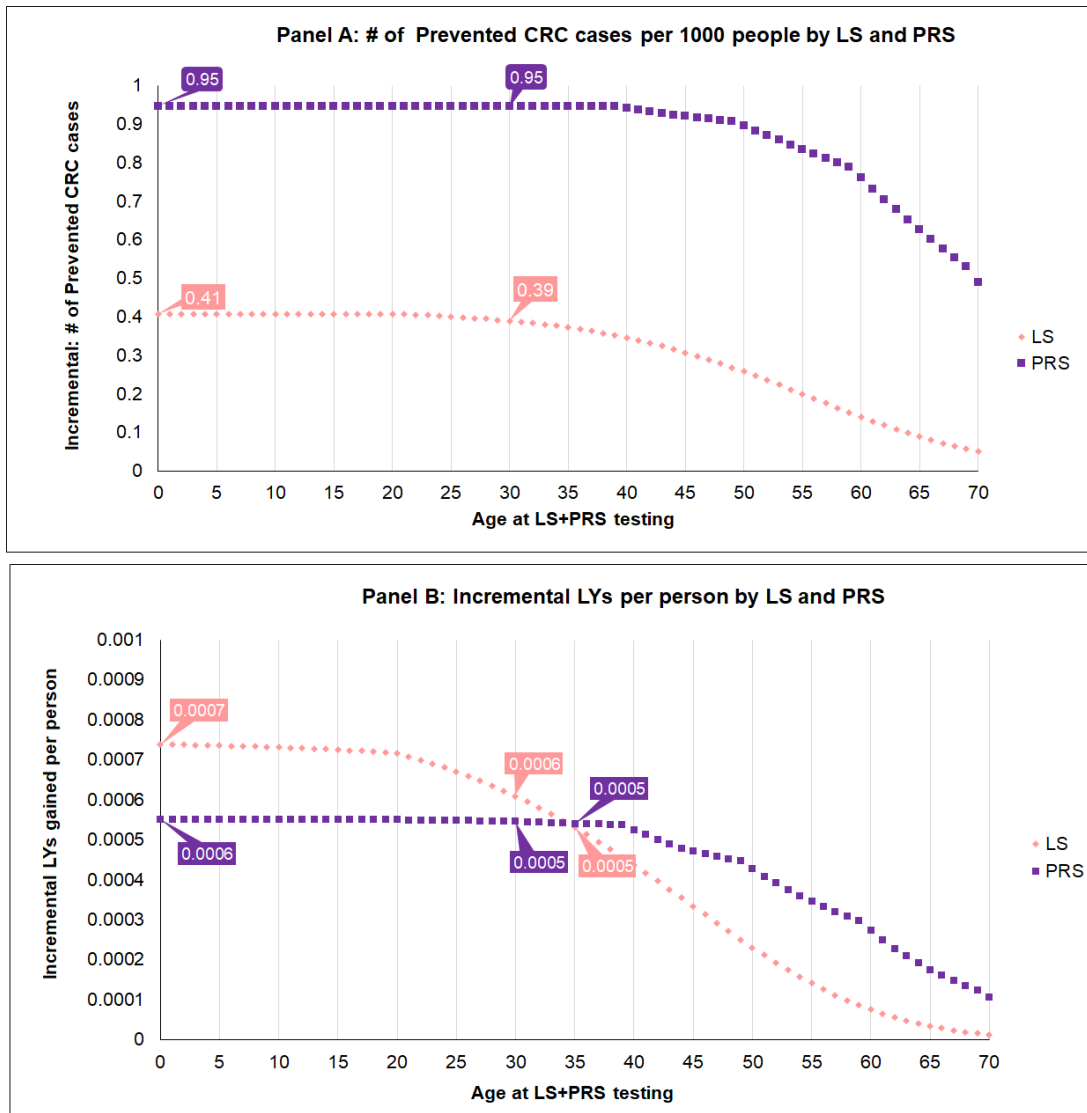 Panel A: # of  Prevented CRC cases per 1000 people by LS and PRS
Incremental: # of Prevented CRC cases
1
0.9
0.8
0.7
0.6
0.5
0.4
0.3
0.2
0.1
0
0.95
0.95
0.41
0.39
LS
PRS
0 5 10 15 20 25 30 35 40 45 50 55 60 65 70
Age at LS+PRS testing
Panel B: Incremental LYs per person by LS and PRS
Incremental LYs gained per person
0.001
0.0009
0.0008
0.0007
0.0006
0.0005
0.0004
0.0003
0.0002
0.0001
0
0.0007
0.0006
0.0005
0.0006
0.0005
0.0005
LS
PRS
0 5 10 15 20 25 30 35 40 45 50 55 60 65 70
Age at LS+PRS testing